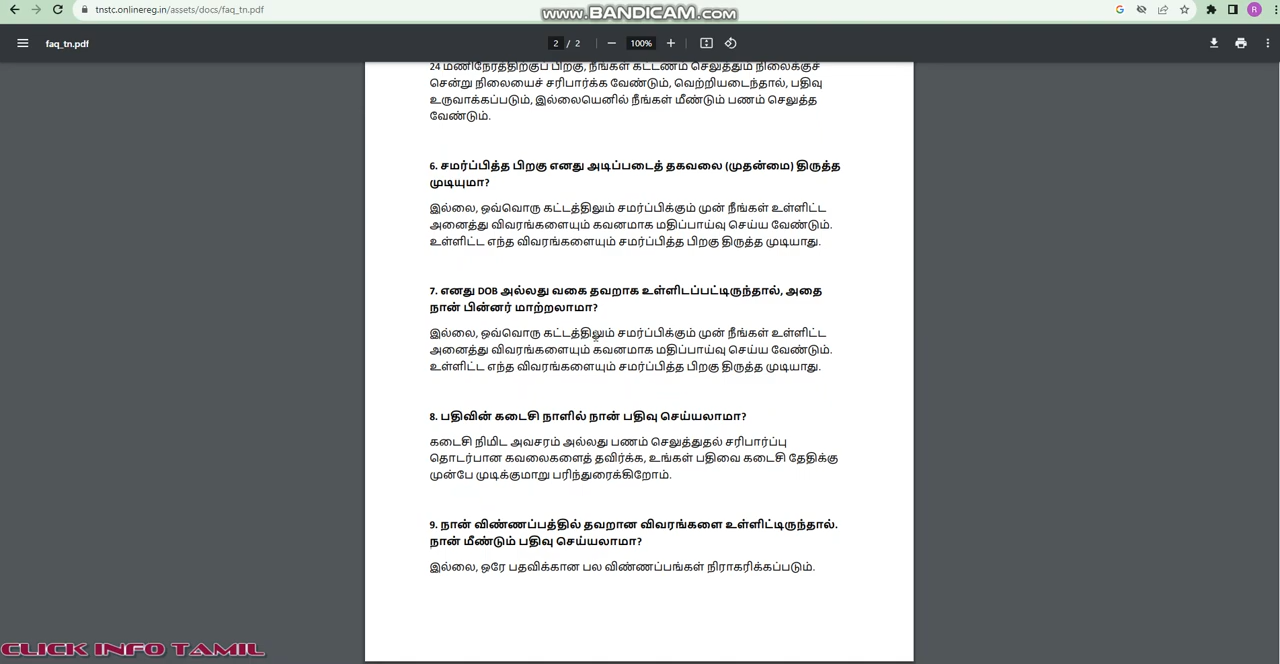 tnstc.onlinereg.in/assets/docs/faq_tn.pdf
www.BANDICAM.com
R
faq_tn.pdf
2 / 2
100%
24 மணிநேரத்திற்குப் பிறகு, நீங்கள் கட்டணம் செலுத்தும் நிலைக்குச்
சென்று நிலையைச் சரிபார்க்க வேண்டும், வெற்றியடைந்தால், பதிவு
உருவாக்கப்படும், இல்லையெனில் நீங்கள் மீண்டும் பணம் செலுத்த
வேண்டும்.
6. சமர்ப்பித்த பிறகு எனது அடிப்படைத் தகவலை (முதன்மை) திருத்த
முடியுமா?
இல்லை, ஒவ்வொரு கட்டத்திலும் சமர்ப்பிக்கும் முன் நீங்கள் உள்ளிட்ட
அனைத்து விவரங்களையும் கவனமாக மதிப்பாய்வு செய்ய வேண்டும்.
உள்ளிட்ட எந்த விவரங்களையும் சமர்ப்பித்த பிறகு திருத்த முடியாது.
7. எனது DOB அல்லது வகை தவறாக உள்ளிடப்பட்டிருந்தால், அதை
நான் பின்னர் மாற்றலாமா?
இல்லை, ஒவ்வொரு கட்டத்திலும் சமர்ப்பிக்கும் முன் நீங்கள் உள்ளிட்ட
அனைத்து விவரங்களையும் கவனமாக மதிப்பாய்வு செய்ய வேண்டும்.
உள்ளிட்ட எந்த விவரங்களையும் சமர்ப்பித்த பிறகு திருத்த முடியாது.
8. பதிவின் கடைசி நாளில் நான் பதிவு செய்யலாமா?
கடைசி நிமிட அவசரம் அல்லது பணம் செலுத்துதல் சரிபார்ப்பு
தொடர்பான கவலைகளைத் தவிர்க்க, உங்கள் பதிவை கடைசி தேதிக்கு
முன்பே முடிக்குமாறு பரிந்துரைக்கிறோம்.
9. நான் விண்ணப்பத்தில் தவறான விவரங்களை உள்ளிட்டிருந்தால்.
நான் மீண்டும் பதிவு செய்யலாமா?
இல்லை, ஒரே பதவிக்கான பல விண்ணப்பங்கள் நிராகரிக்கப்படும்.
CLICK INFO TAMIL